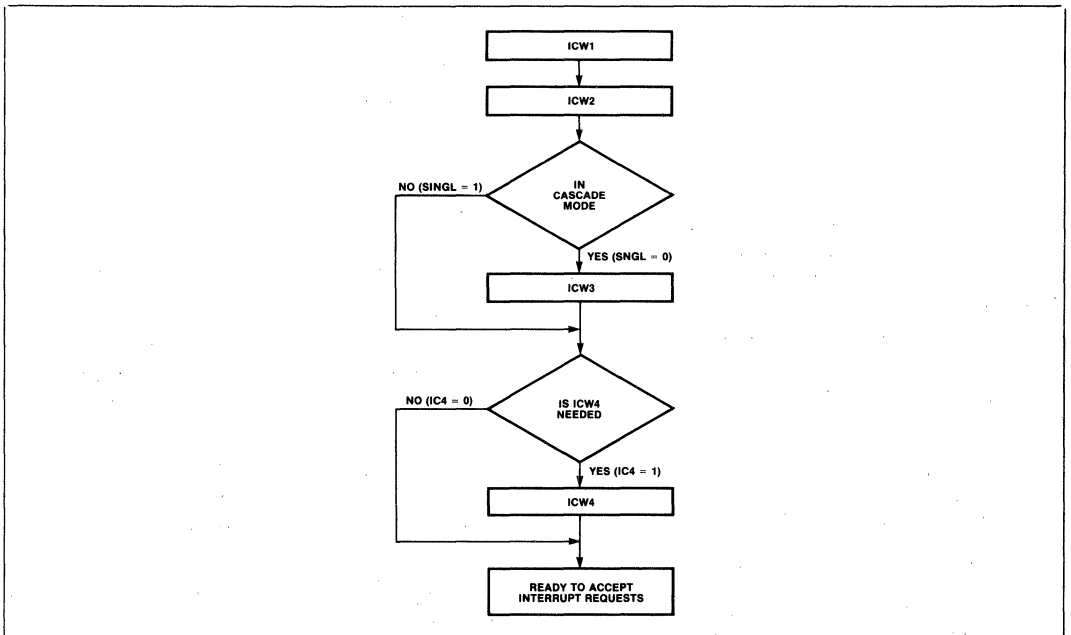 ICW1
ICW2
IN
CASCADE
MODE
NO (SINGL = 1)
YES (SNGL = 0)
ICW3
IS ICW4
NEEDED
NO (IC4 = 0)
YES (IC4 = 1)
ICW4
READY TO ACCEPT
INTERRUPT REQUESTS